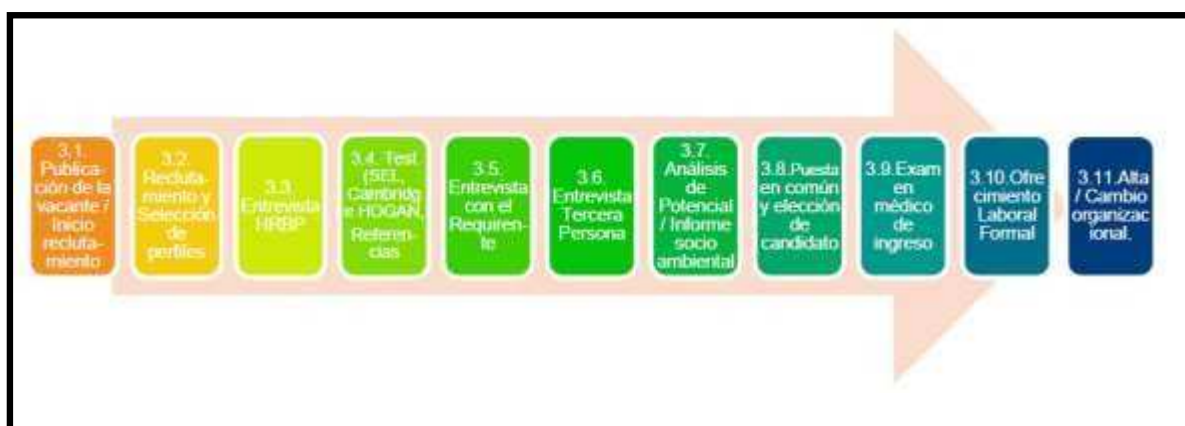 3.1.
Publica-
ción de la
vacante /
inicio
recluta-
miento
3.2.
Recluta-
miento y
Selección
de
perfiles
3.3.
Entrevista
HRBP
3.4. Test
(SEL,
Cambridg
e HOGAN,
Referen-
cias
3.5.
Entrevista
con el
Requiren-
te
3.6.
Entrevista
Tercera
Persona
3.7.
Análisis
de
Potencial
/ Informe
socio
ambiental
3.8.Puesta
en común
y elección
de
candidato
3.9.Exam
en
médico
de
ingreso
3.10.Ofre
cimiento
Laboral
Formal
3.11.Alta
/ Cambio
organizac
ional.